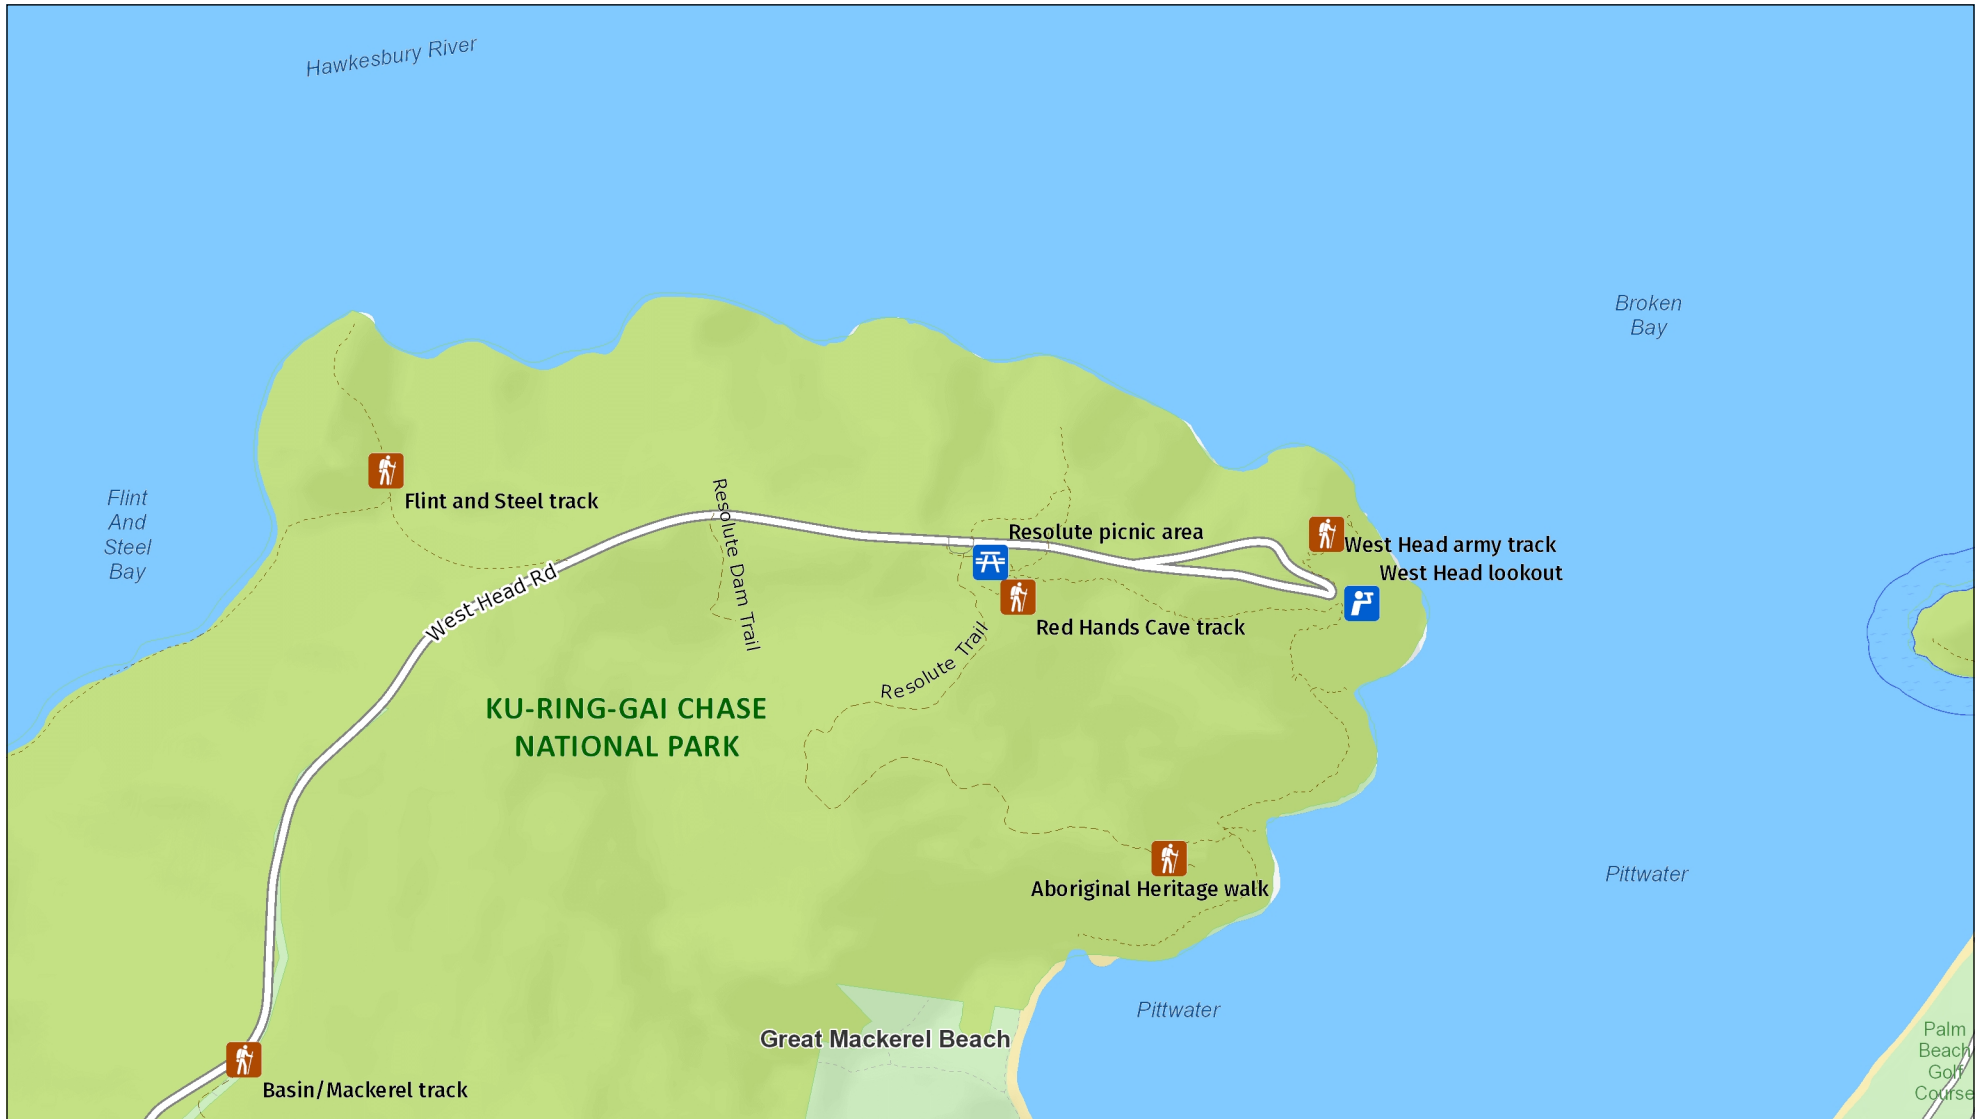 Hawkesbury River
Broken
Bay
Flint
And
Steel
Bay
Flint and Steel track
Resolute Dam Trail
Resolute picnic area
West Head army track
West Head lookout
West-Head-Rd
Red Hands Cave track
Resolute Trail
KU-RING-GAI CHASE
NATIONAL PARK
Pittwater
Aboriginal Heritage walk
Pittwater
Great Mackerel Beach
Palm
Beach
Golf
Course
Basin/Mackerel track